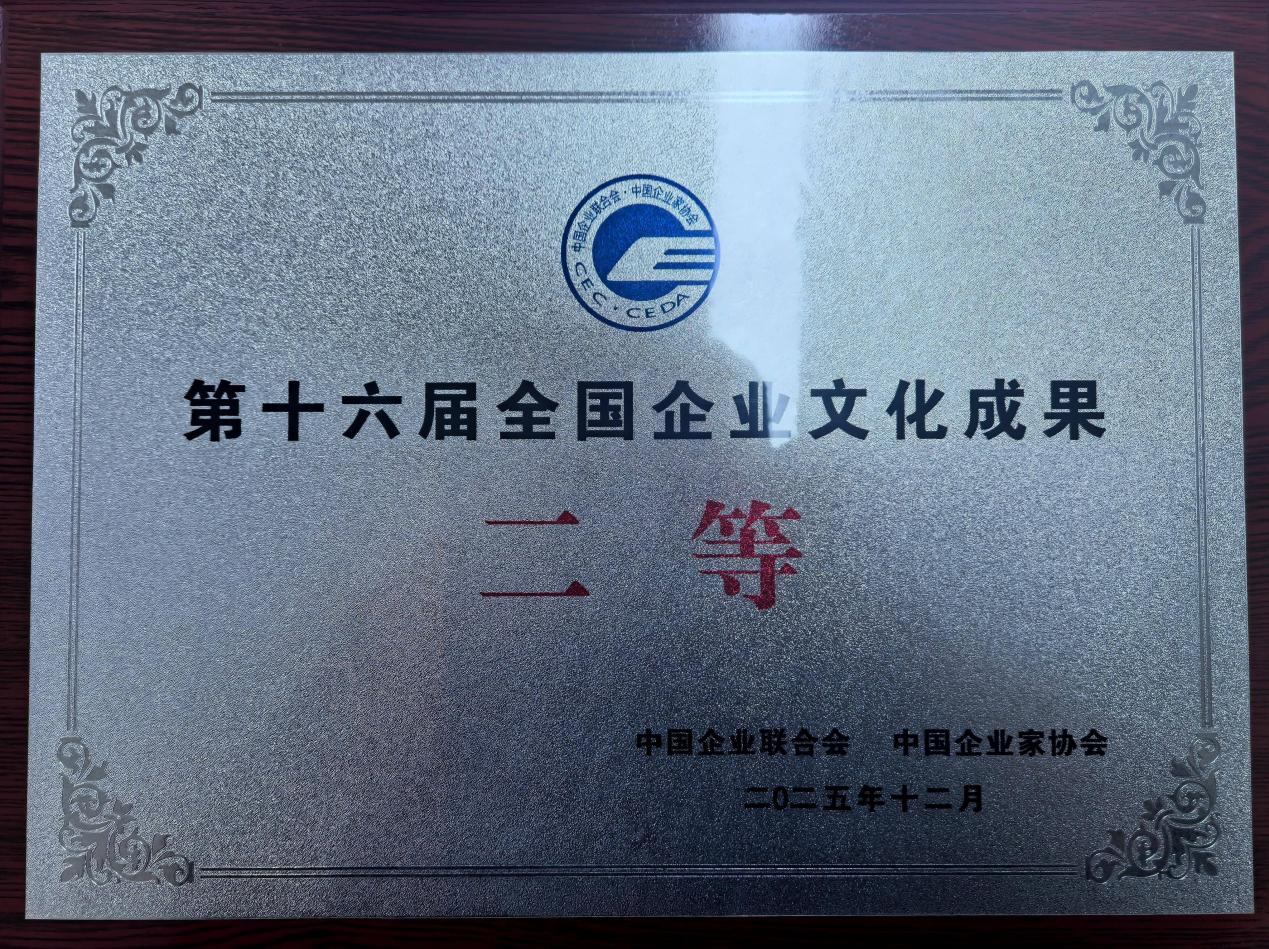 中国企业联合会·中国企业家协会
CEC·CEDA
第十六届全国企业文化成果
二等
中国企业联合会 中国企业家协会
二0二五年十二月